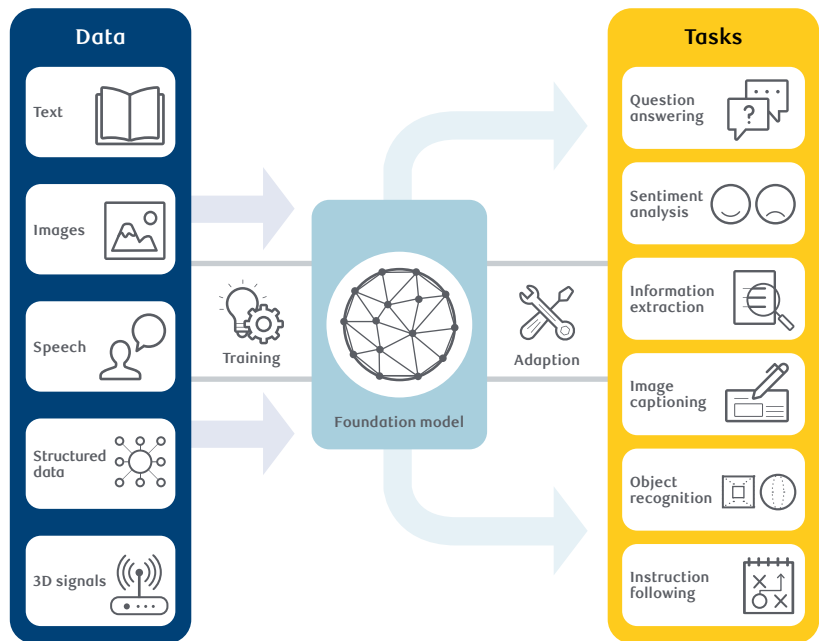 Data
Text
Images
Speech
Structured
data
3D signals
Training
Foundation model
Adaption
Tasks
Question
answering
?
Sentiment
analysis
Information
extraction
Image
captioning
Object
recognition
Instruction
following